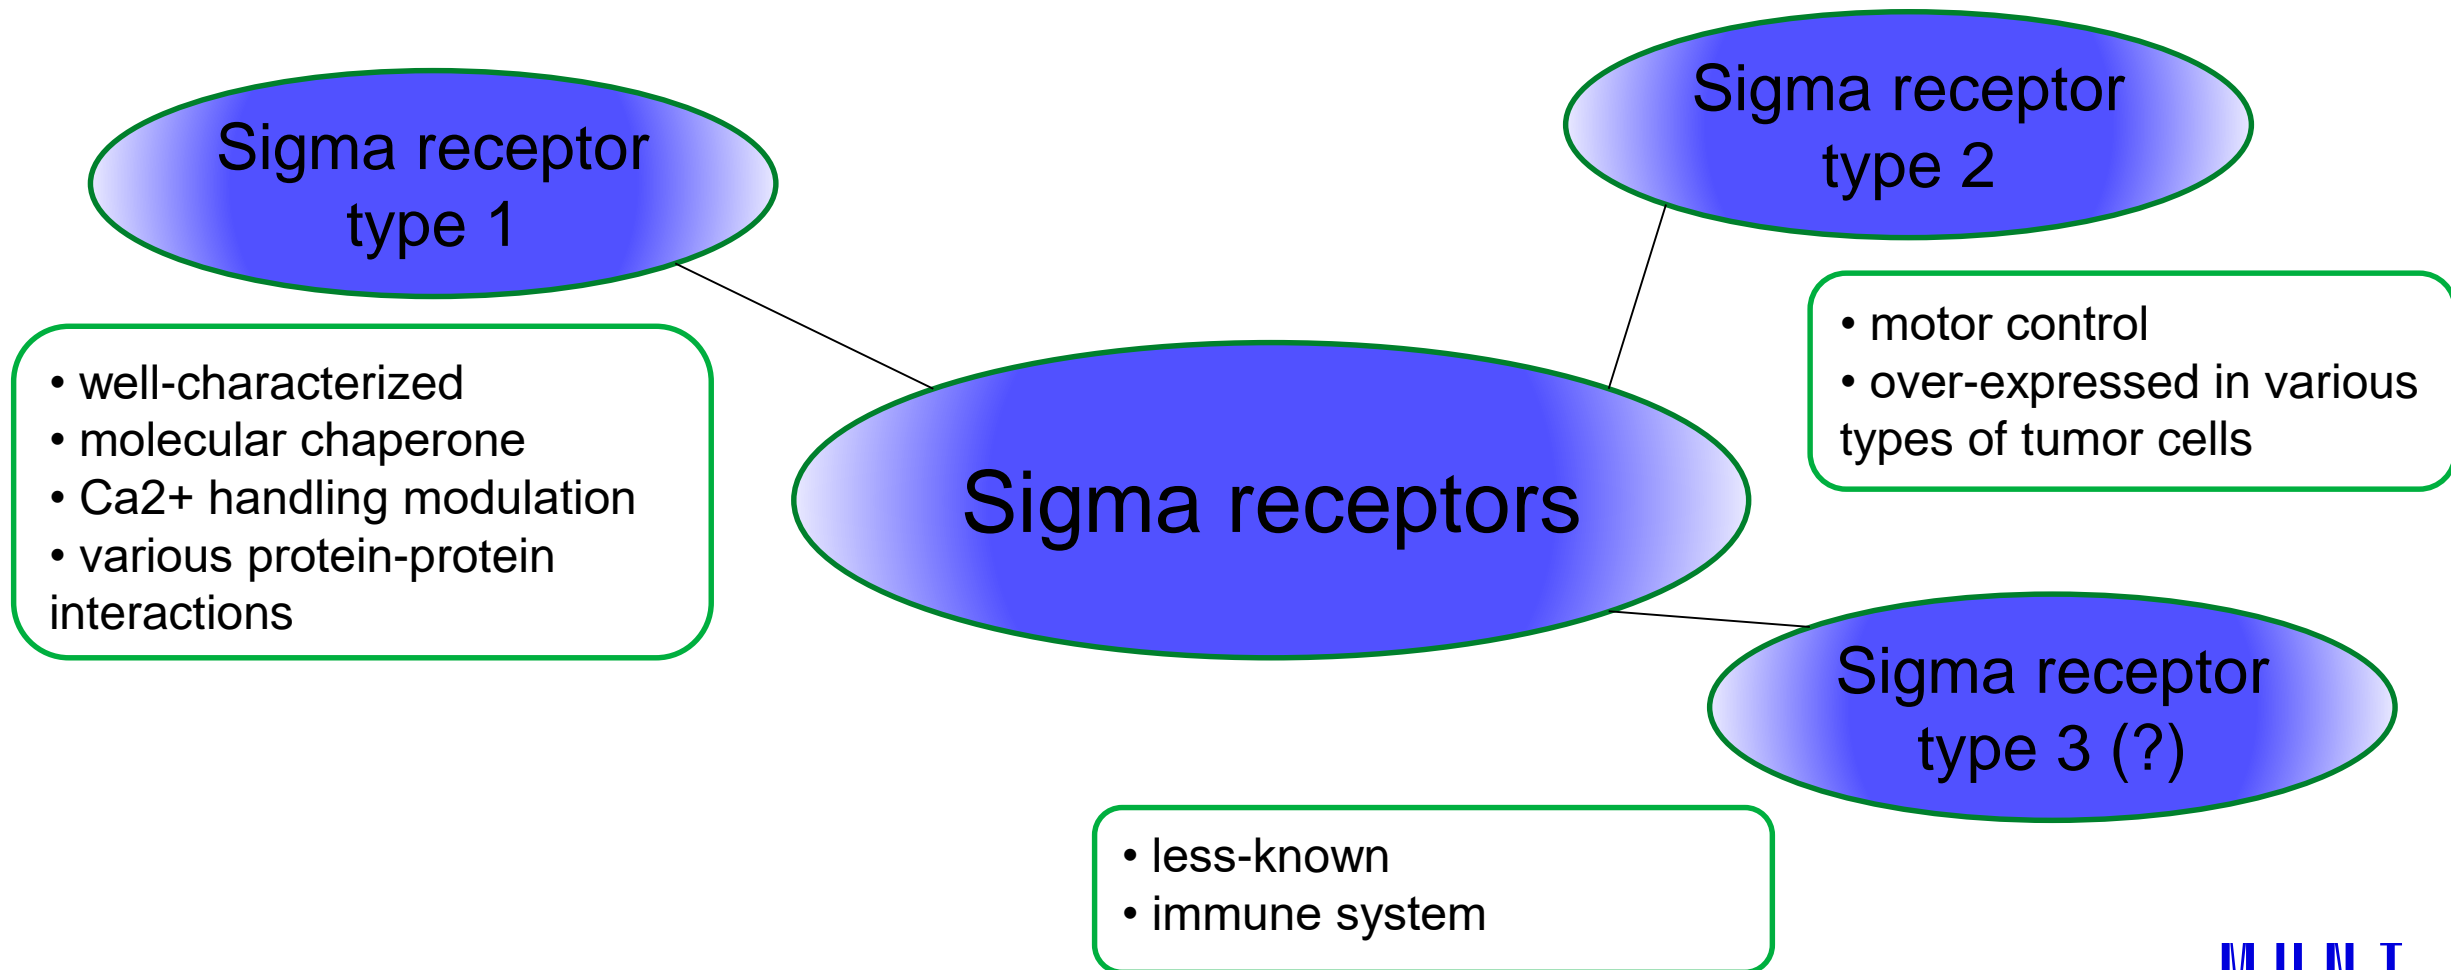 Sigma receptor
type 1
• well-characterized
• molecular chaperone
• Ca2+ handling modulation
• various protein-protein
interactions
Sigma receptors
Sigma receptor
type 2
• motor control
• over-expressed in various
types of tumor cells
Sigma receptor
type 3 (?)
• less-known
• immune system
MUNI